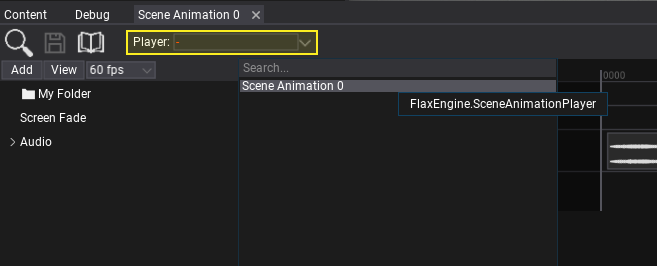 Content Debug Scene Animation 0
Player: -
Add View 60 fps
Search...
0000
My Folder
Scene Animation 0
FlaxEngine.SceneAnimationPlayer
Screen Fade
Audio